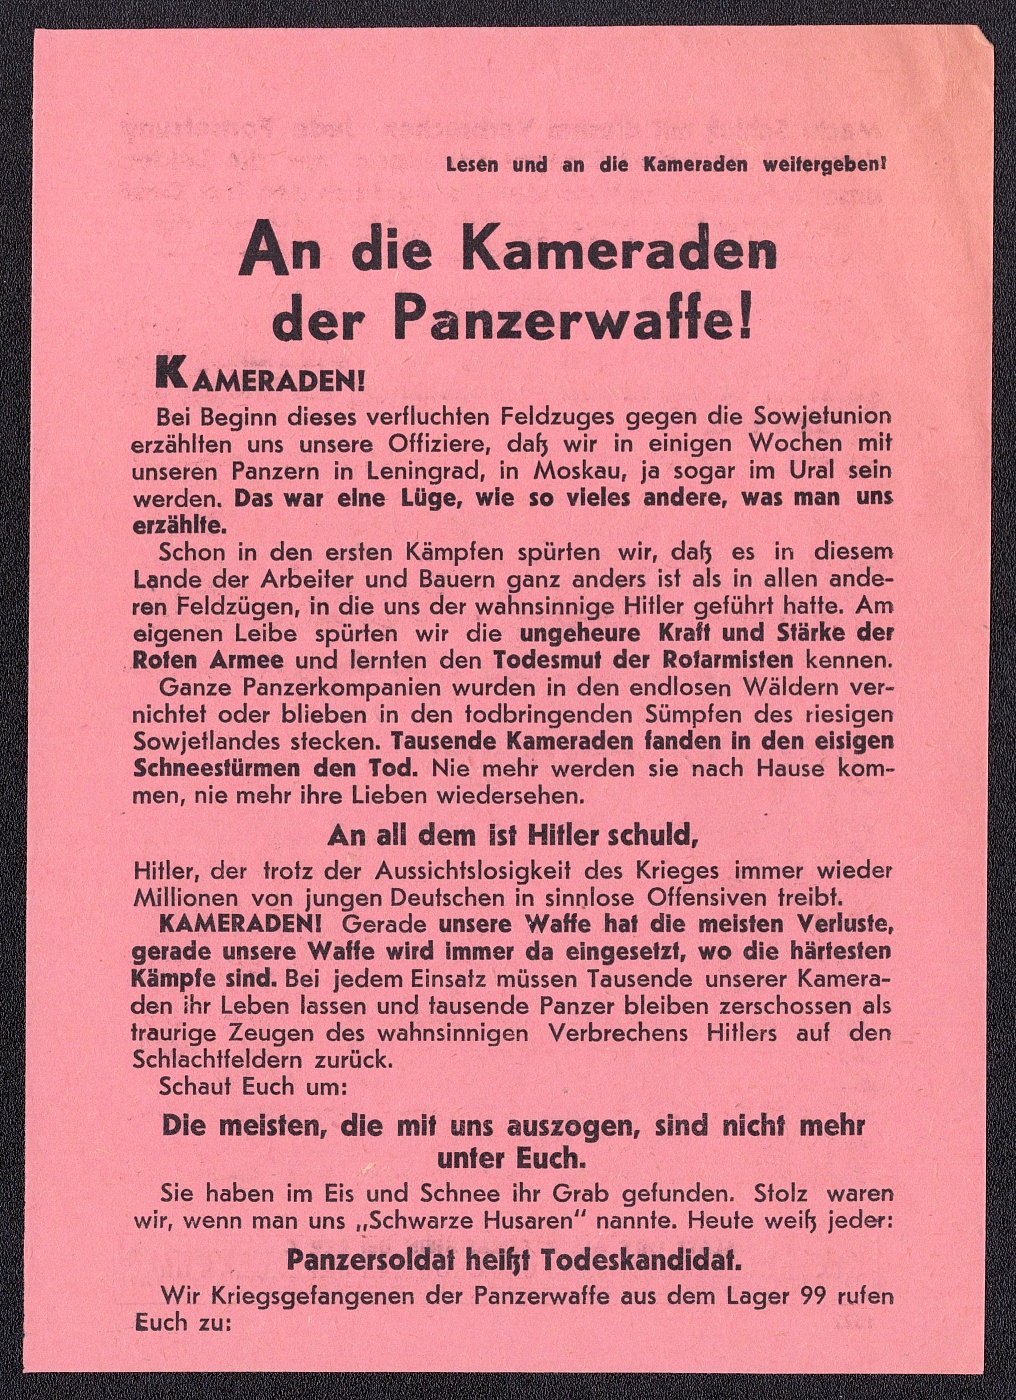 Lesen und an die Kameraden weitergeben!
An die Kameraden
der Panzerwaffe!
KAMERADEN!
Bei Beginn dieses verfluchten Feldzuges gegen die Sowjetunion
erzählten uns unsere Offiziere, daß wir in einigen Wochen mit
unseren Panzern in Leningrad, in Moskau, ja sogar im Ural sein
werden. Das war eine Lüge, wie so vieles andere, was man uns
erzählte.
Schon in den ersten Kämpfen spürten wir, daß es in diesem
Lande der Arbeiter und Bauern ganz anders ist als in allen ande-
ren Feldzügen, in die uns der wahnsinnige Hitler geführt hatte. Am
eigenen Leibe spürten wir die ungeheure Kraft und Stärke der
Roten Armee und lernten den Todesmut der Rotarmisten kennen.
Ganze Panzerkompanien wurden in den endlosen Wäldern ver-
nichtet oder blieben in den todbringenden Sümpfen des riesigen
Sowjetlandes stecken. Tausende Kameraden fanden in den eisigen
Schneestürmen den Tod. Nie mehr werden sie nach Hause kom-
men, nie mehr ihre Lieben wiedersehen.
An all dem ist Hitler schuld,
Hitler, der trotz der Aussichtslosigkeit des Krieges immer wieder
Millionen von jungen Deutschen in sinnlose Offensiven treibt.
KAMERADEN! Gerade unsere Waffe hat die meisten Verluste,
gerade unsere Waffe wird immer da eingesetzt, wo die härtesten
Kämpfe sind. Bei jedem Einsatz müssen Tausende unserer Kamera-
den ihr Leben lassen und tausende Panzer bleiben zerschossen als
traurige Zeugen des wahnsinnigen Verbrechens Hitlers auf den
Schlachtfeldern zurück.
Schaut Euch um:
Die meisten, die mit uns auszogen, sind nicht mehr
unter Euch.
Sie haben im Eis und Schnee ihr Grab gefunden. Stolz waren
wir, wenn man uns „Schwarze Husaren" nannte. Heute weiß jeder:
Panzersoldat heißt Todeskandidat.
Wir Kriegsgefangenen der Panzerwaffe aus dem Lager 99 rufen
Euch zu: